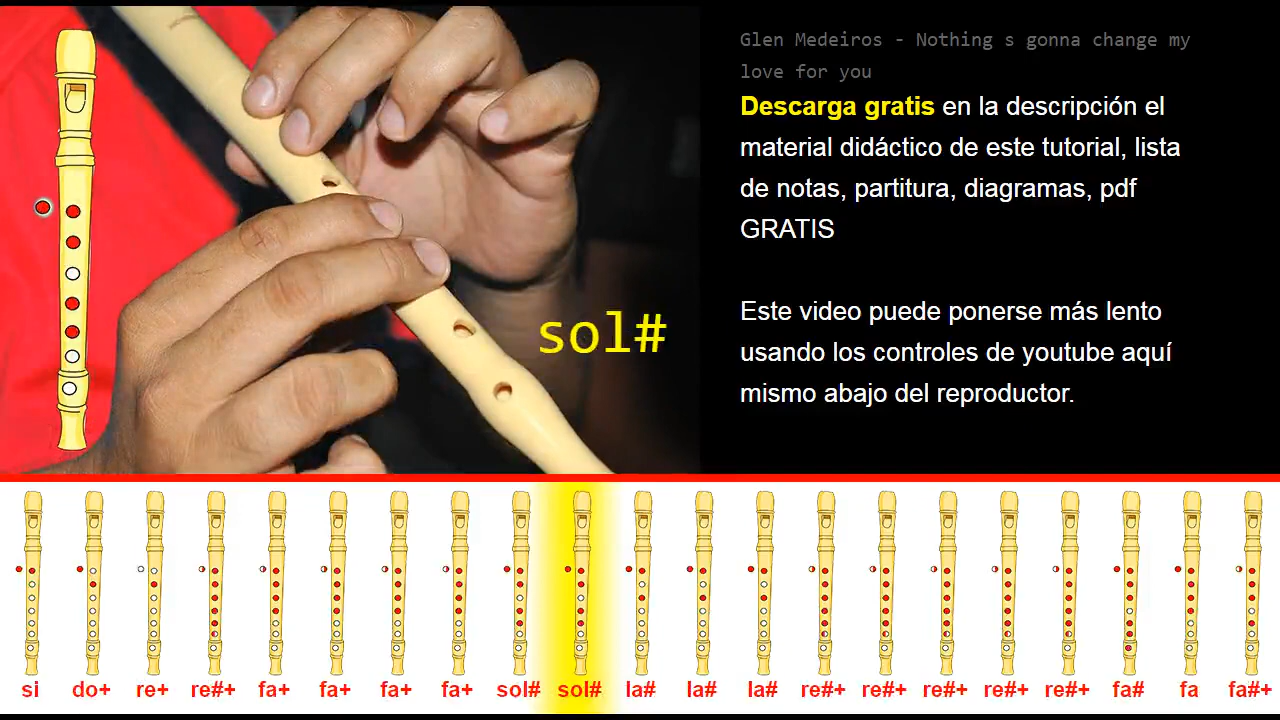 Glen Medeiros - Nothing s gonna change my
love for you
Descarga gratis en la descripción el
material didáctico de este tutorial, lista
de notas, partitura, diagramas, pdf
GRATIS
Este video puede ponerse más lento
usando los controles de youtube aquí
mismo abajo del reproductor.
sol#
si do+ re+ re#+ fa+ fa+ fa+ fa+ sol# sol# la# la# la# re#+ re#+ re#+ re#+ re#+ fa# fa fa#+